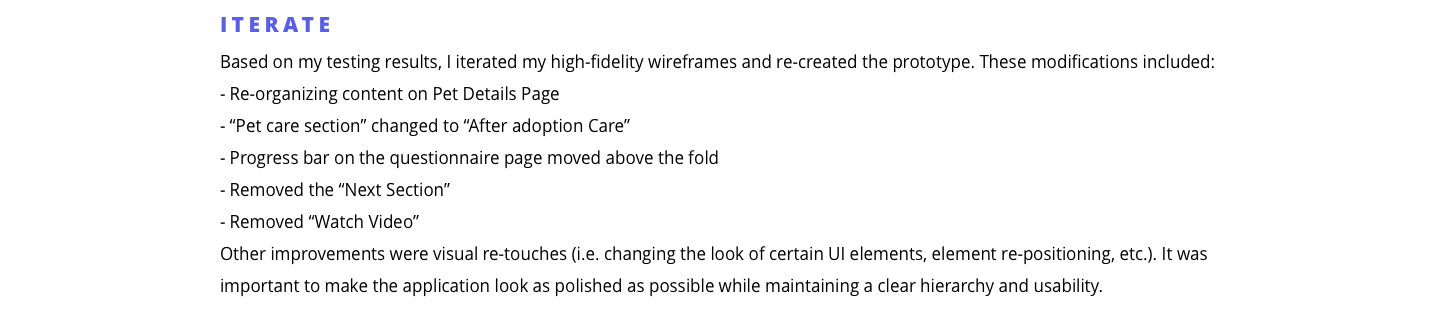 ITERATE
Based on my testing results, I iterated my high-fidelity wireframes and re-created the prototype. These modifications included:
- Re-organizing content on Pet Details Page
- “Pet care section” changed to “After adoption Care”
- Progress bar on the questionnaire page moved above the fold
- Removed the “Next Section”
- Removed “Watch Video”
Other improvements were visual re-touches (i.e. changing the look of certain UI elements, element re-positioning, etc.). It was
important to make the application look as polished as possible while maintaining a clear hierarchy and usability.